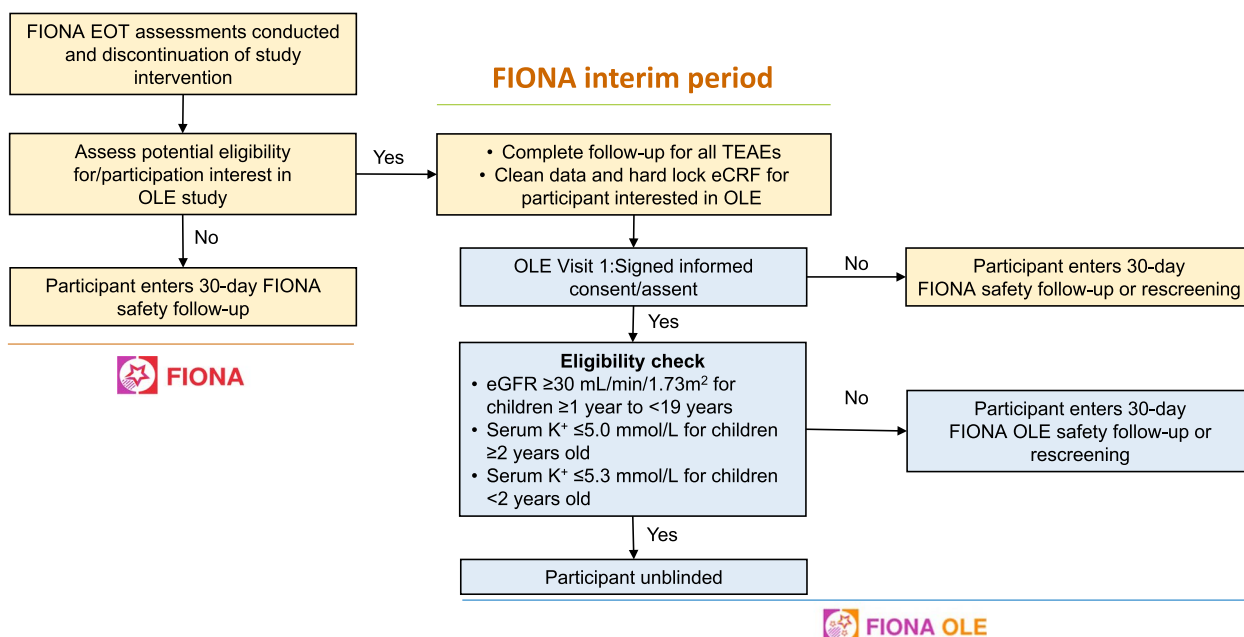 FIONA EOT assessments conducted
and discontinuation of study
intervention
FIONA interim period
Assess potential eligibility
for/participation interest in
OLE study
Yes
• Complete follow-up for all TEAEs
• Clean data and hard lock eCRF for
participant interested in OLE
No
Participant enters 30-day FIONA
safety follow-up
FIONA
OLE Visit 1:Signed informed
consent/assent
No
Participant enters 30-day
FIONA safety follow-up or rescreening
Yes
Eligibility check
• eGFR ≥30 mL/min/1.73m² for
children ≥1 year to <19 years
• Serum K⁺ ≤5.0 mmol/L for children
≥2 years old
• Serum K⁺ ≤5.3 mmol/L for children
<2 years old
No
Participant enters 30-day
FIONA OLE safety follow-up or
rescreening
Yes
Participant unblinded
FIONA OLE